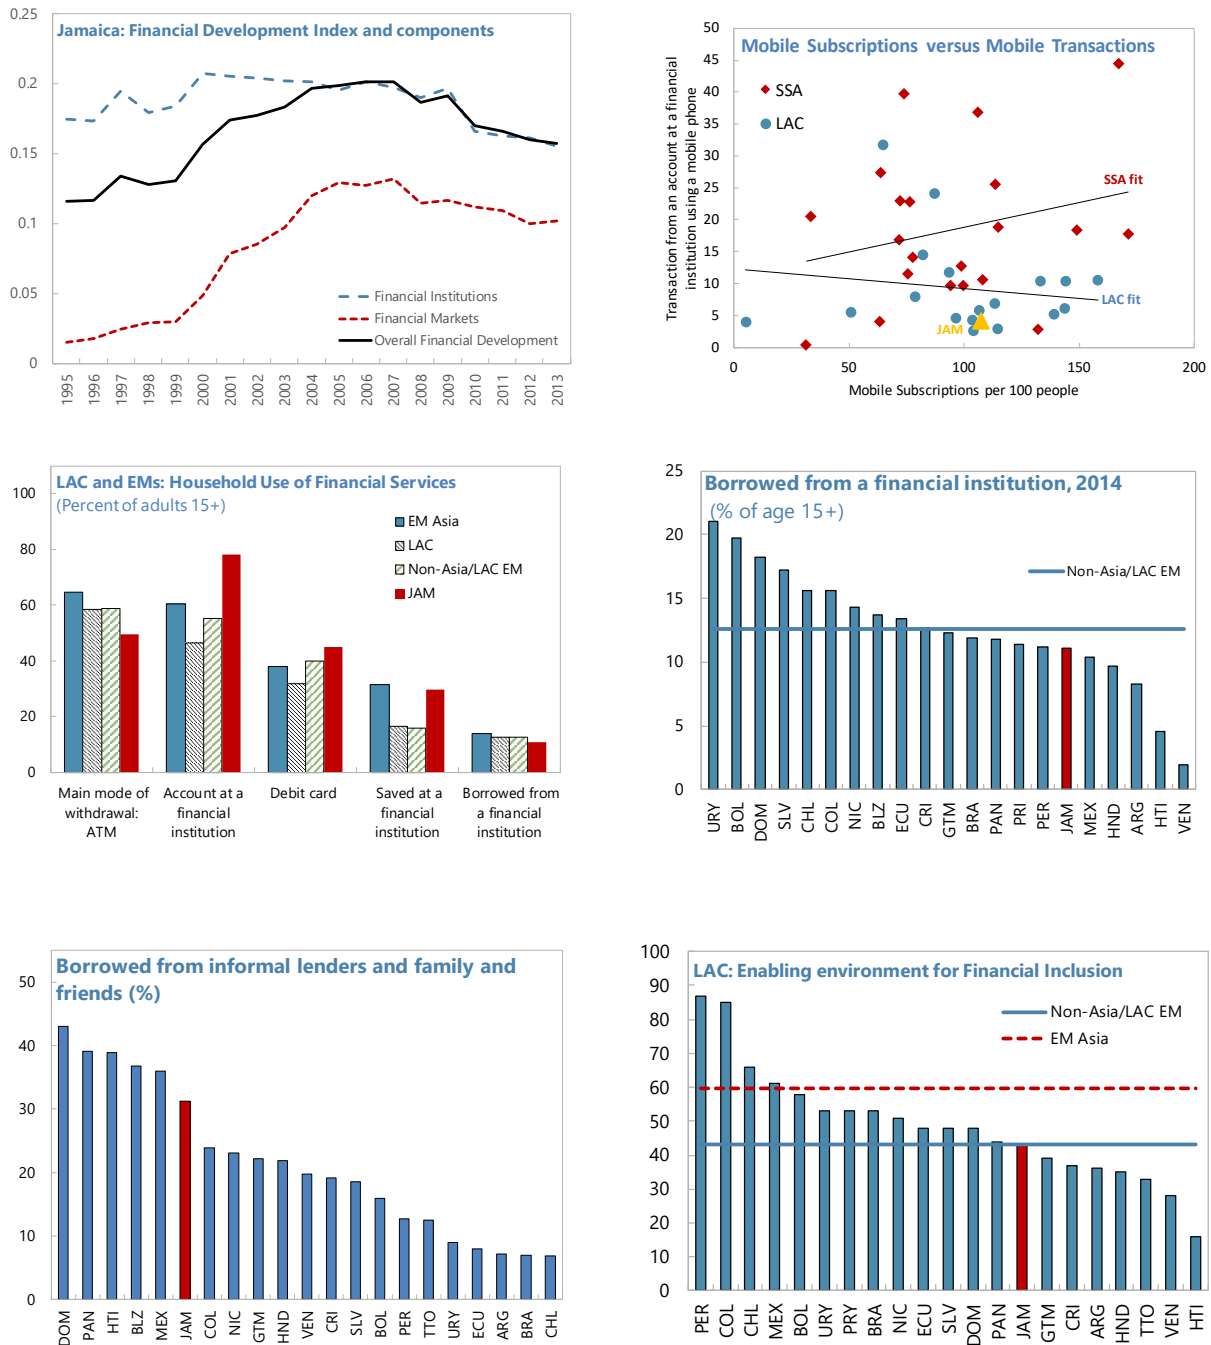 Jamaica: Financial Development Index and components
0.25
0.2
0.15
0.1
0.05
0
Financial Institutions
Financial Markets
Overall Financial Development
1995
1996
1997
1998
1999
2000
2001
2002
2003
2004
2005
2006
2007
2008
2009
2010
2011
2012
2013
Mobile Subscriptions versus Mobile Transactions
Transaction from an account at a financial
institution using a mobile phone
50
45
40
35
30
25
20
15
10
5
0
SSA
LAC
SSA fit
LAC fit
JAM
0
50
100
150
200
Mobile Subscriptions per 100 people
LAC and EMs: Household Use of Financial Services
(Percent of adults 15+)
100
80
60
40
20
0
EM Asia
LAC
Non-Asia/LAC EM
JAM
Main mode of
withdrawal:
ATM
Account at a
financial
institution
Debit card
Saved at a
financial
institution
Borrowed from
a financial
institution
Borrowed from a financial institution, 2014
(% of age 15+)
25
20
15
10
5
0
Non-Asia/LAC EM
URY
BOL
DOM
SLV
CHL
COL
NIC
BLZ
ECU
CRI
GTM
BRA
PAN
PRI
PER
JAM
MEX
HND
ARG
HTI
VEN
Borrowed from informal lenders and family and
friends (%)
50
40
30
20
10
0
DOM
PAN
HTI
BLZ
MEX
JAM
COL
NIC
GTM
HND
VEN
CRI
SLV
BOL
PER
TTO
URY
ECU
ARG
BRA
CHL
LAC: Enabling environment for Financial Inclusion
100
90
80
70
60
50
40
30
20
10
0
Non-Asia/LAC EM
EM Asia
PER
COL
CHL
MEX
BOL
URY
PRY
BRA
NIC
ECU
SLV
DOM
PAN
JAM
GTM
CRI
ARG
HND
TTO
VEN
HTI